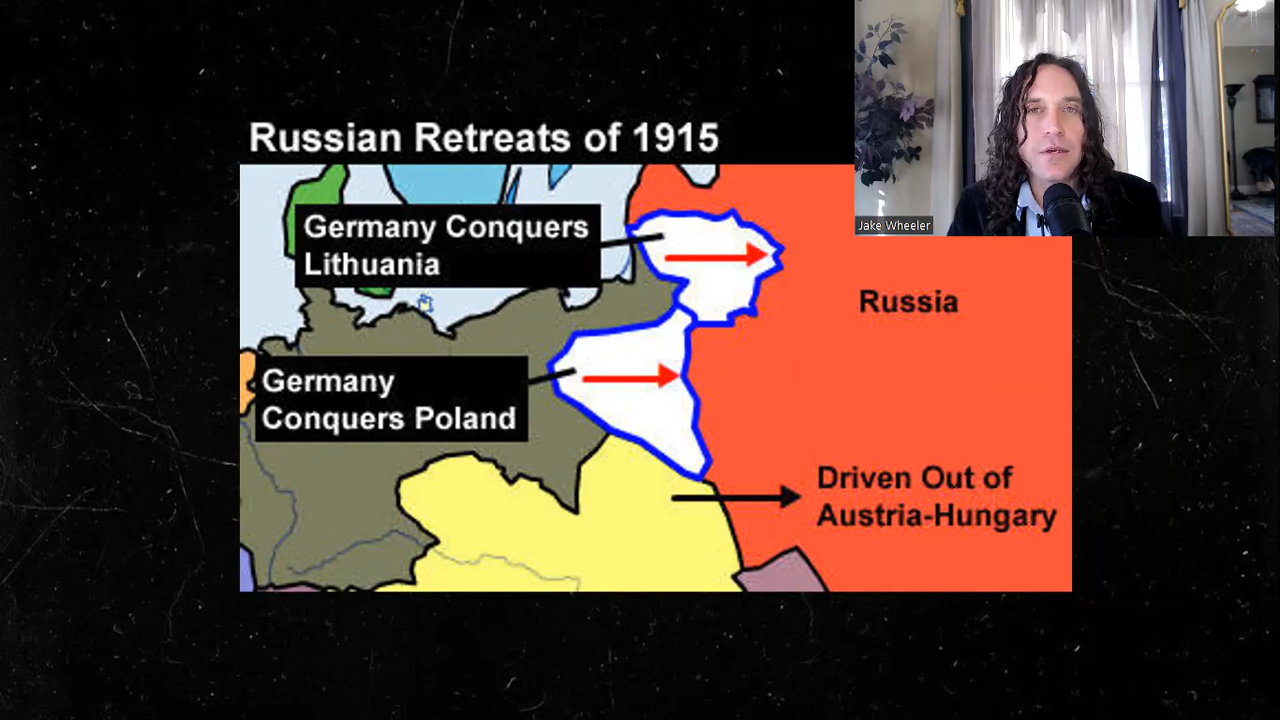 Russian Retreats of 1915
Jake Wheeler
Germany Conquers
Lithuania
Russia
Germany
Conquers Poland
Driven Out of
Austria-Hungary